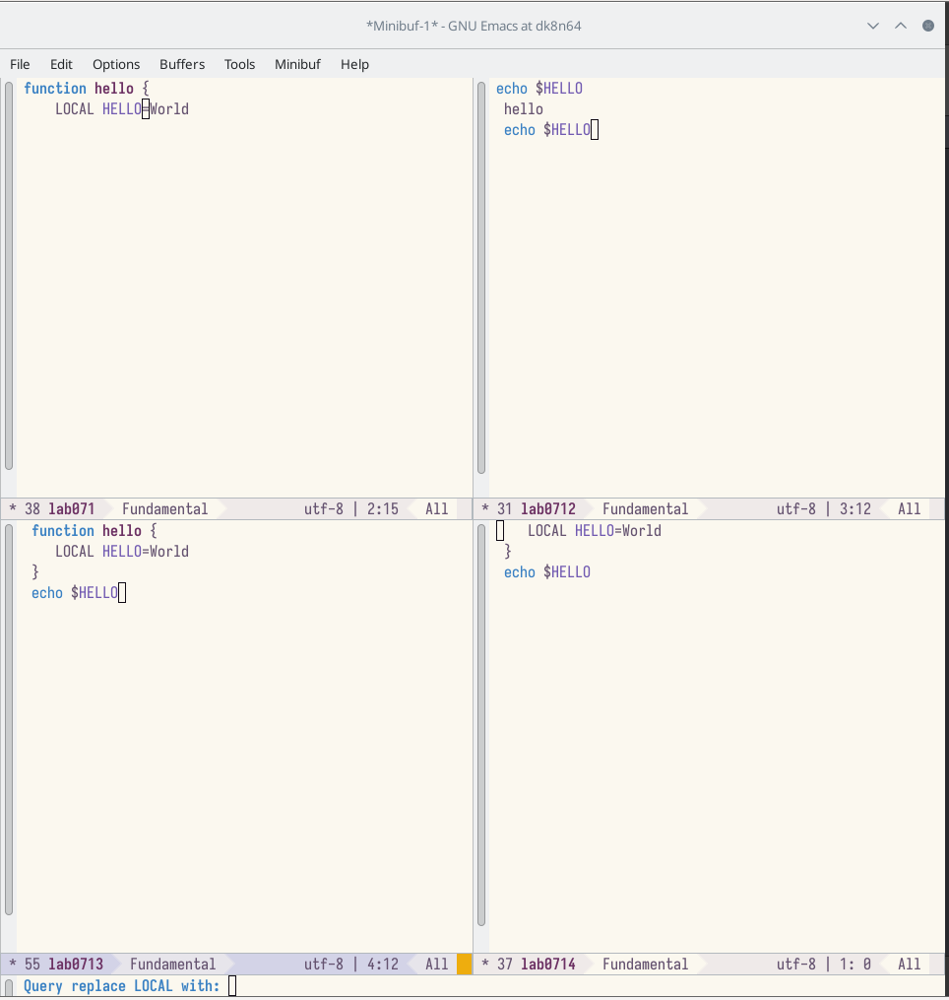 *Minibuf-1* - GNU Emacs at dk8n64
File Edit Options Buffers Tools Minibuf Help
function hello {
    LOCAL HELLO=World
* 38 lab071 Fundamental utf-8 | 2:15 All
echo $HELLO
 hello
 echo $HELLO
* 31 lab0712 Fundamental utf-8 | 3:12 All
 function hello {
    LOCAL HELLO=World
 }
 echo $HELLO
* 55 lab0713 Fundamental utf-8 | 4:12 All
    LOCAL HELLO=World
 }
 echo $HELLO
* 37 lab0714 Fundamental utf-8 | 1: 0 All
Query replace LOCAL with: